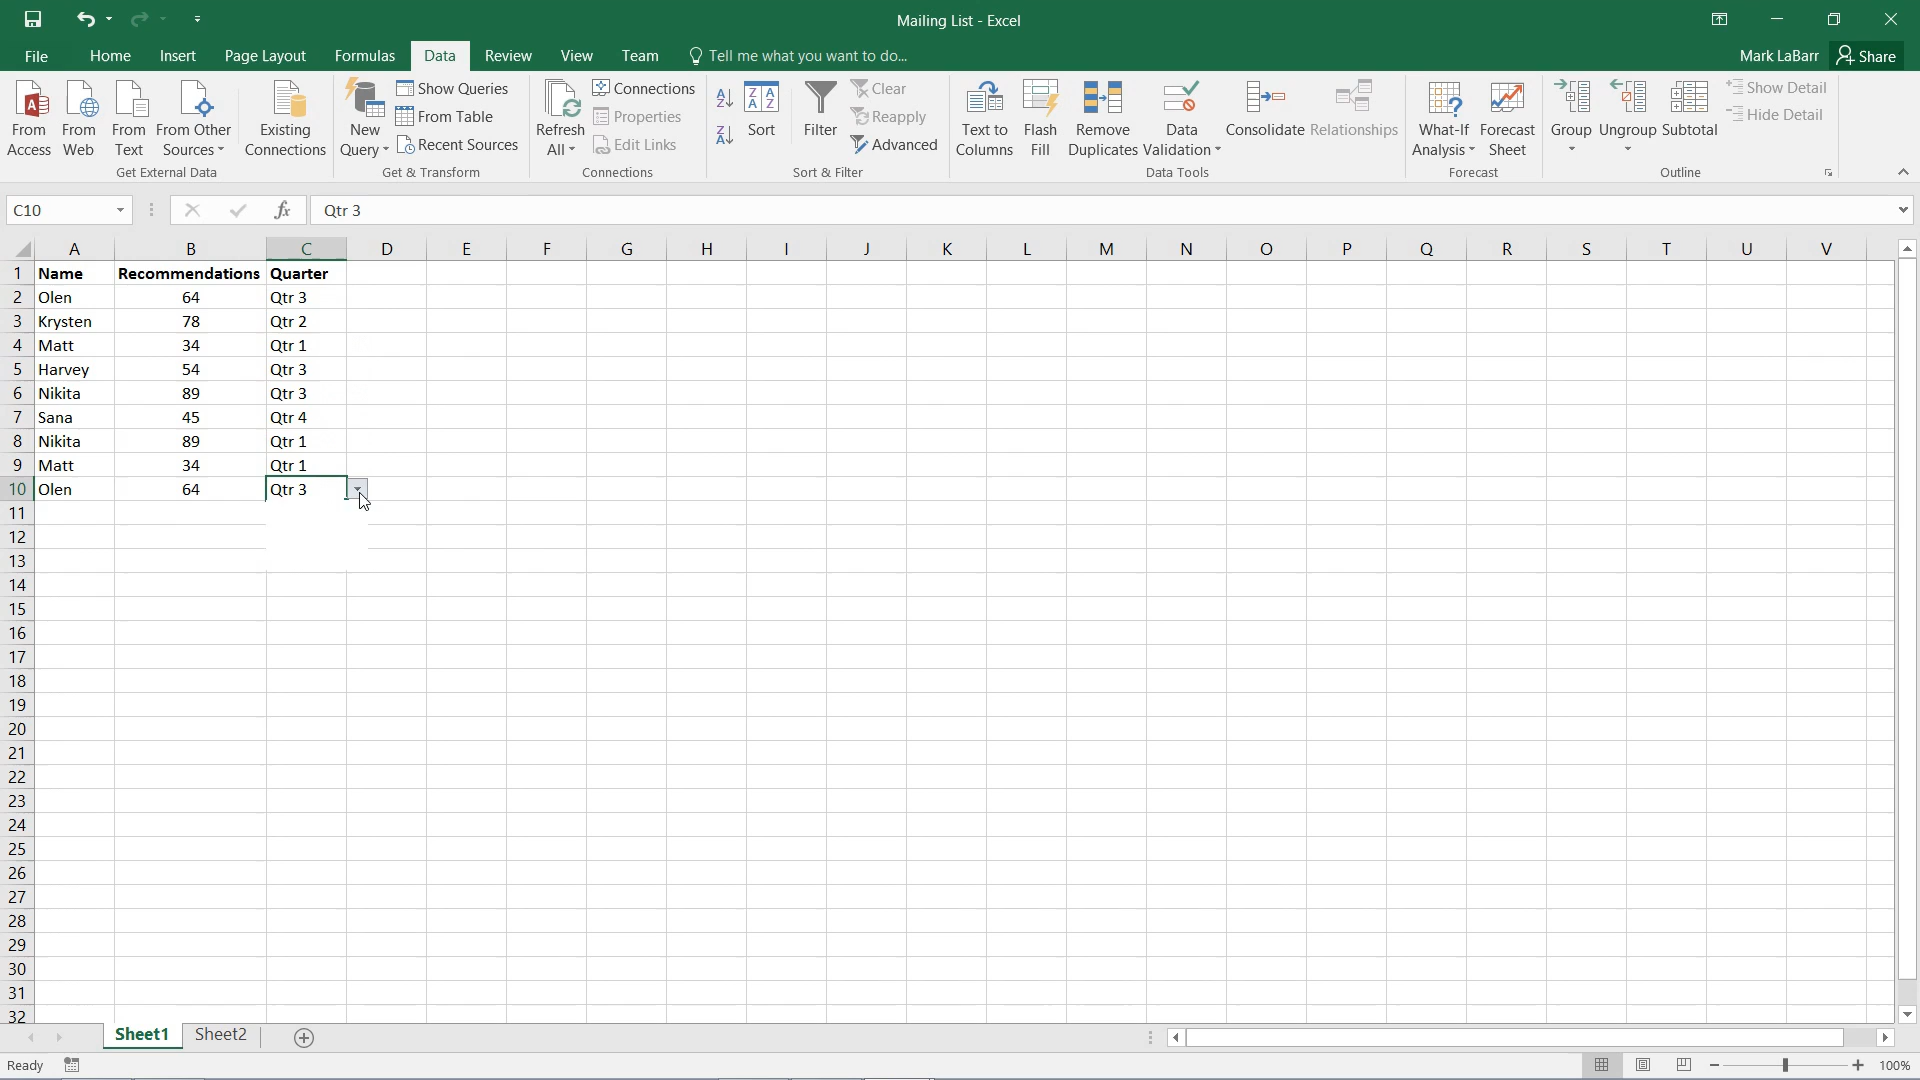 Mailing List - Excel
File Home Insert Page Layout Formulas Data Review View Team Tell me what you want to do... Mark LaBarr Share
From Access
From Web
From Text
From Other Sources
Existing Connections
Get External Data
New Query
Show Queries
From Table
Recent Sources
Get & Transform
Refresh All
Connections
Properties
Edit Links
Connections
Sort
Filter
Clear
Reapply
Advanced
Sort & Filter
Text to Columns
Flash Fill
Remove Duplicates
Data Validation
Consolidate
Relationships
Data Tools
What-If Analysis
Forecast Sheet
Forecast
Group
Ungroup
Subtotal
Show Detail
Hide Detail
Outline
C10 fx Qtr 3
A B C D E F G H I J K L M N O P Q R S T U V
1 Name Recommendations Quarter
2 Olen 64 Qtr 3
3 Krysten 78 Qtr 2
4 Matt 34 Qtr 1
5 Harvey 54 Qtr 3
6 Nikita 89 Qtr 3
7 Sana 45 Qtr 4
8 Nikita 89 Qtr 1
9 Matt 34 Qtr 1
10 Olen 64 Qtr 3
11
12
13
14
15
16
17
18
19
20
21
22
23
24
25
26
27
28
29
30
31
32
Sheet1 Sheet2
Ready 100%